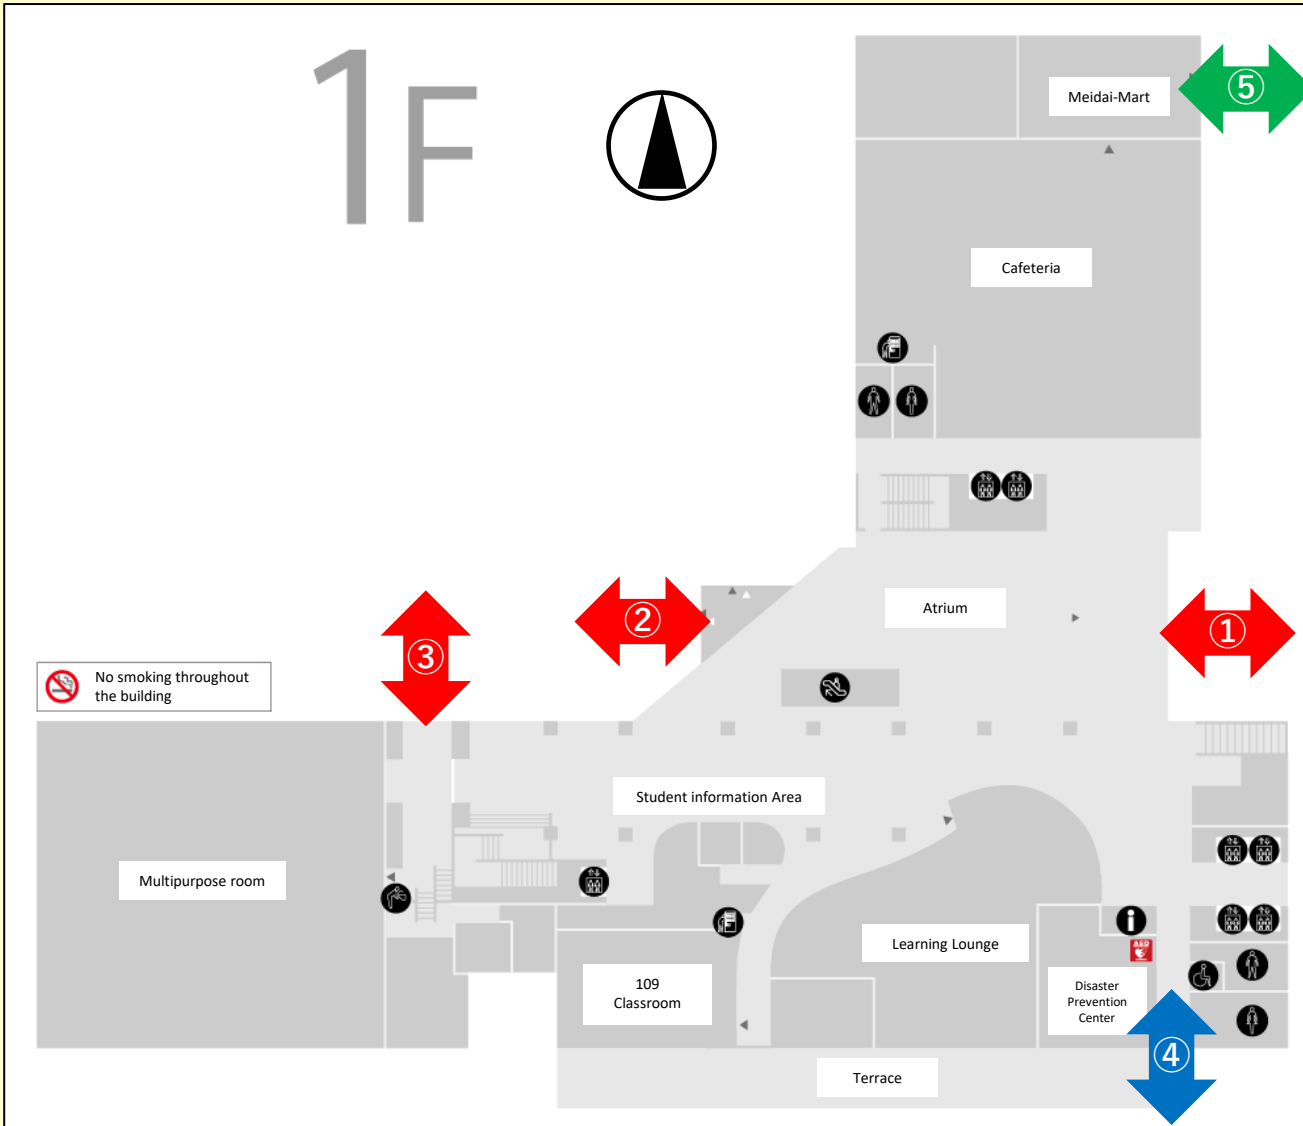 1F
Meidai-Mart
⑤
Cafeteria
Atrium
①
②
③
No smoking throughout
the building
Student information Area
Multipurpose room
Learning Lounge
i
AED
109
Classroom
Disaster
Prevention
Center
④
Terrace